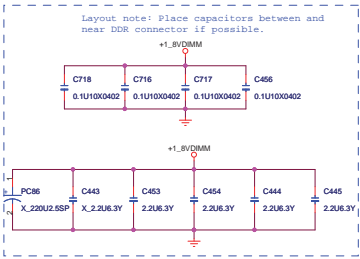 Layout note: Place capacitors between and
near DDR connector if possible.
+1_8VDIMM
C718 C716 C717 C456
0.1U10X0402 0.1U10X0402 0.1U10X0402 0.1U10X0402
+1_8VDIMM
1
PC86 C443 C453 C454 C444 C445
X_220U2.5SP X_2.2U6.3Y 2.2U6.3Y 2.2U6.3Y 2.2U6.3Y 2.2U6.3Y
2